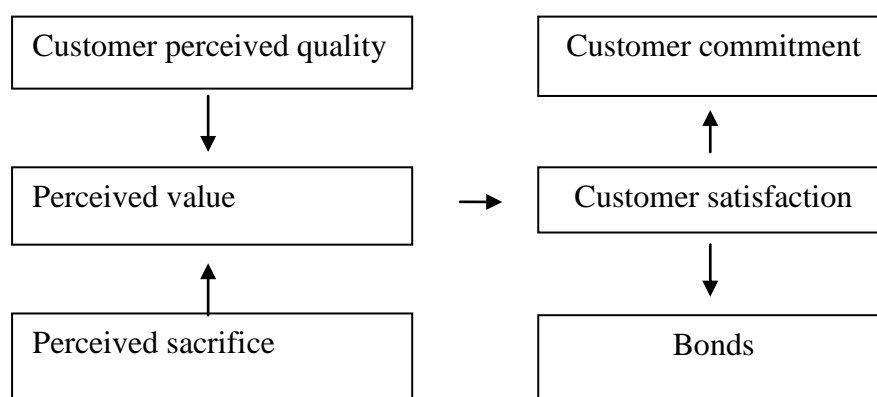 Customer perceived quality
Customer commitment
Perceived value
Customer satisfaction
Perceived sacrifice
Bonds